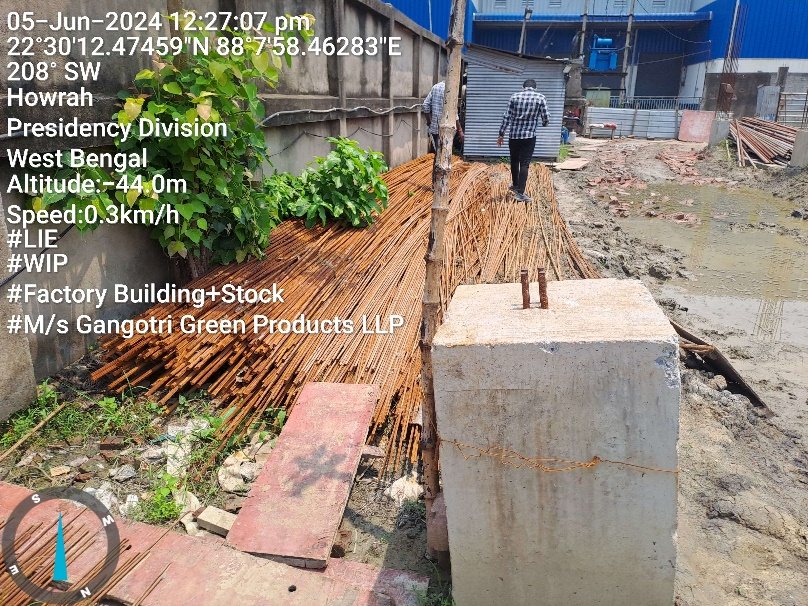 05-Jun-2024 12:27:07 pm
22°30'12.47459"N 88°7'58.46283"E
208° SW
Howrah
Presidency Division
West Bengal
Altitude:-44.0m
Speed:0.3km/h
#LIE
#WIP
#Factory Building+Stock
#M/s Gangotri Green Products LLP
S
W
N
E